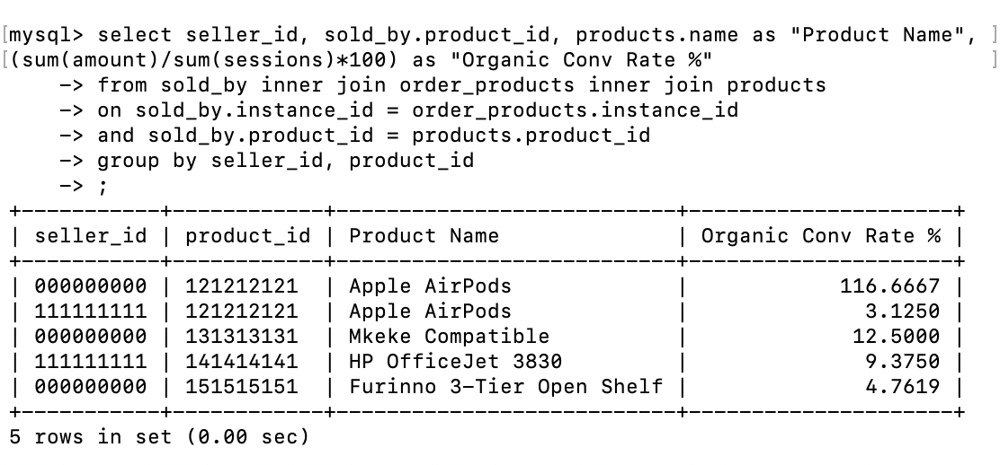 [mysql> select seller_id, sold_by.product_id, products.name as "Product Name", ]
[(sum(amount)/sum(sessions)*100) as "Organic Conv Rate %" ]
    -> from sold_by inner join order_products inner join products
    -> on sold_by.instance_id = order_products.instance_id
    -> and sold_by.product_id = products.product_id
    -> group by seller_id, product_id
    -> ;
+-----------+------------+---------------------------+---------------------+
| seller_id | product_id | Product Name              | Organic Conv Rate % |
+-----------+------------+---------------------------+---------------------+
| 000000000 | 121212121  | Apple AirPods             |            116.6667 |
| 111111111 | 121212121  | Apple AirPods             |              3.1250 |
| 000000000 | 131313131  | Mkeke Compatible          |             12.5000 |
| 111111111 | 141414141  | HP OfficeJet 3830         |              9.3750 |
| 000000000 | 151515151  | Furinno 3-Tier Open Shelf |              4.7619 |
+-----------+------------+---------------------------+---------------------+
5 rows in set (0.00 sec)